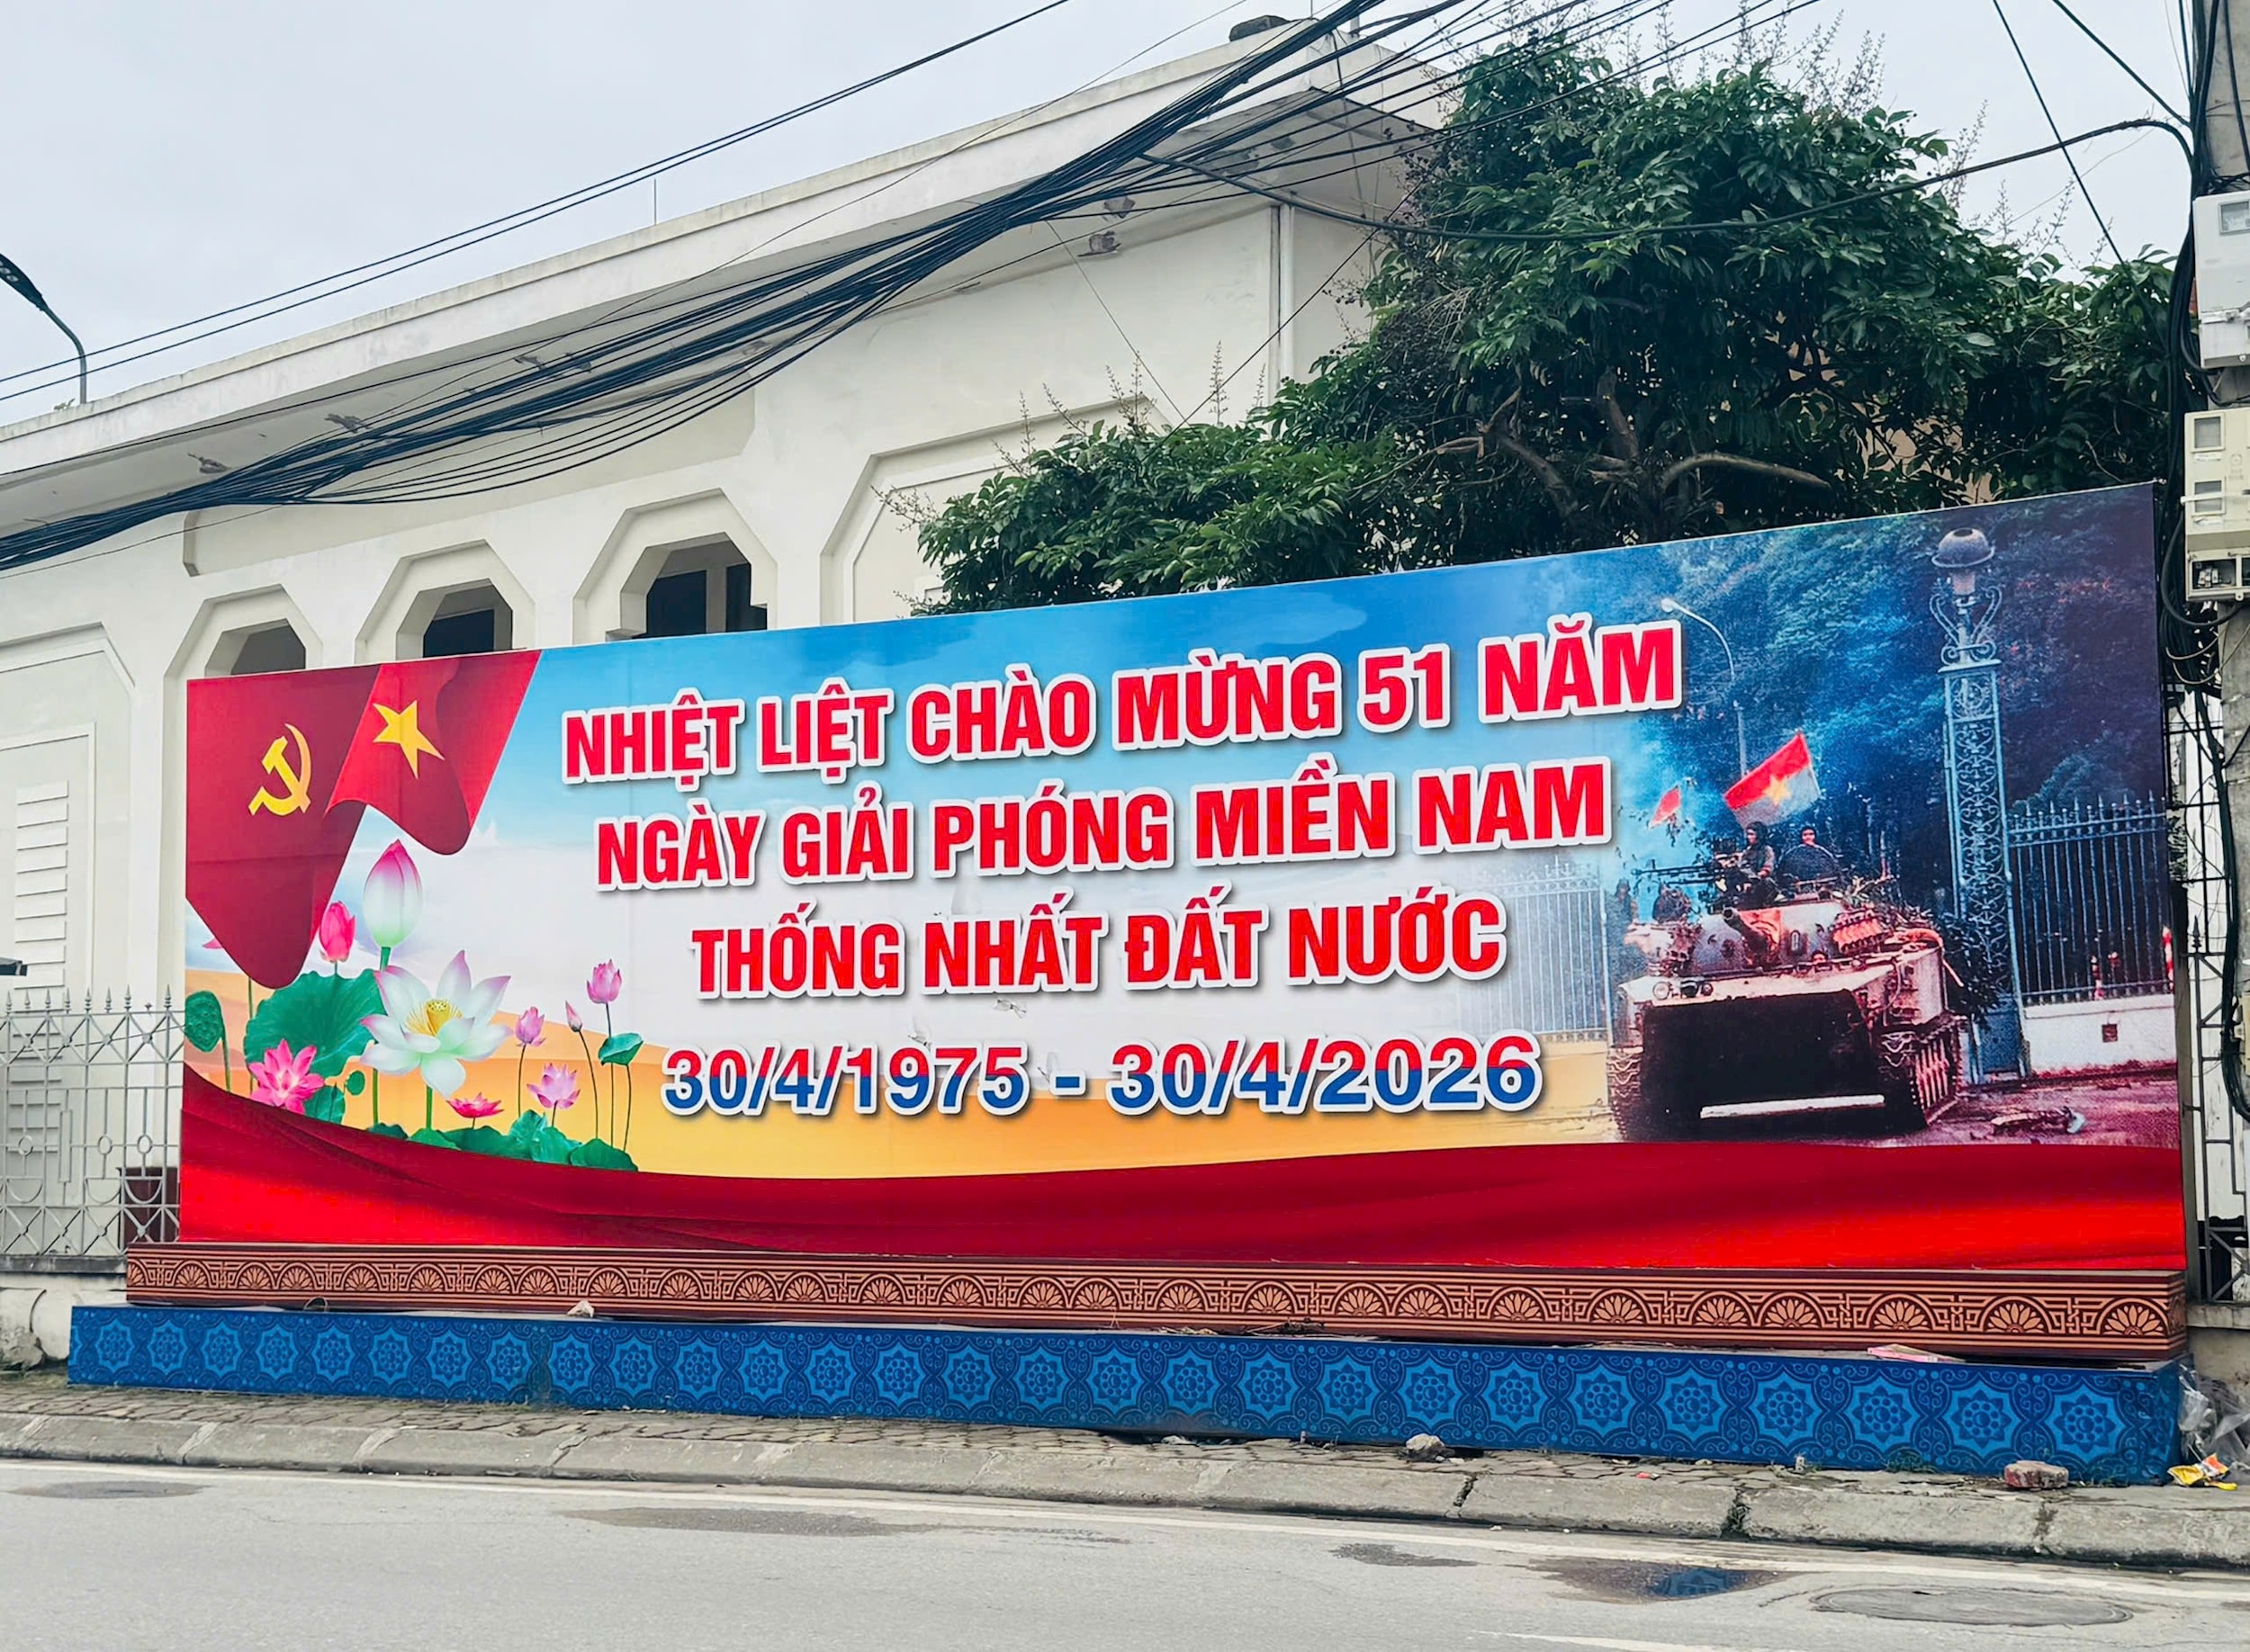 NHIỆT LIỆT CHÀO MỪNG 51 NĂM
NGÀY GIẢI PHÓNG MIỀN NAM
THỐNG NHẤT ĐẤT NƯỚC
30/4/1975 - 30/4/2026